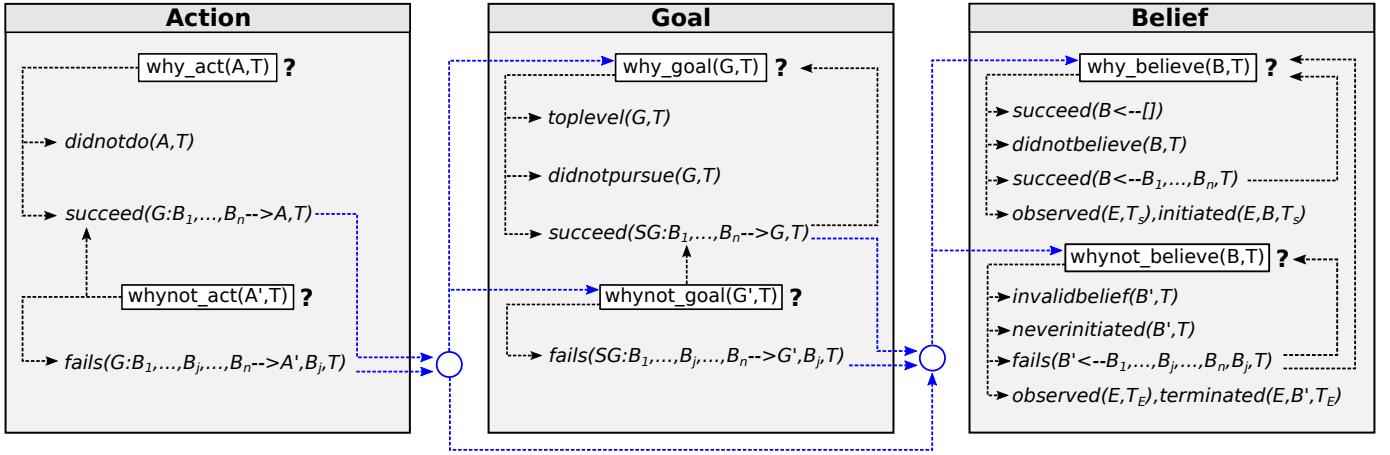 Action
why_act(A,T) ?
didnotdo(A,T)
succeed(G:B1,...,Bn-->A,T)
whynot_act(A',T) ?
fails(G:B1,...,Bj,...,Bn-->A',Bj,T)
Goal
why_goal(G,T) ?
toplevel(G,T)
didnotpursue(G,T)
succeed(SG:B1,...,Bn-->G,T)
whynot_goal(G',T) ?
fails(SG:B1,...,Bj,...,Bn-->G',Bj,T)
Belief
why_believe(B,T) ?
succeed(B<--[])
didnotbelieve(B,T)
succeed(B<--B1,...,Bn,T)
observed(E,Ts),initiated(E,B,Ts)
whynot_believe(B,T) ?
invalidbelief(B',T)
neverinitiated(B',T)
fails(B'<--B1,...,Bj,...,Bn,Bj,T)
observed(E,TE),terminated(E,B',TE)